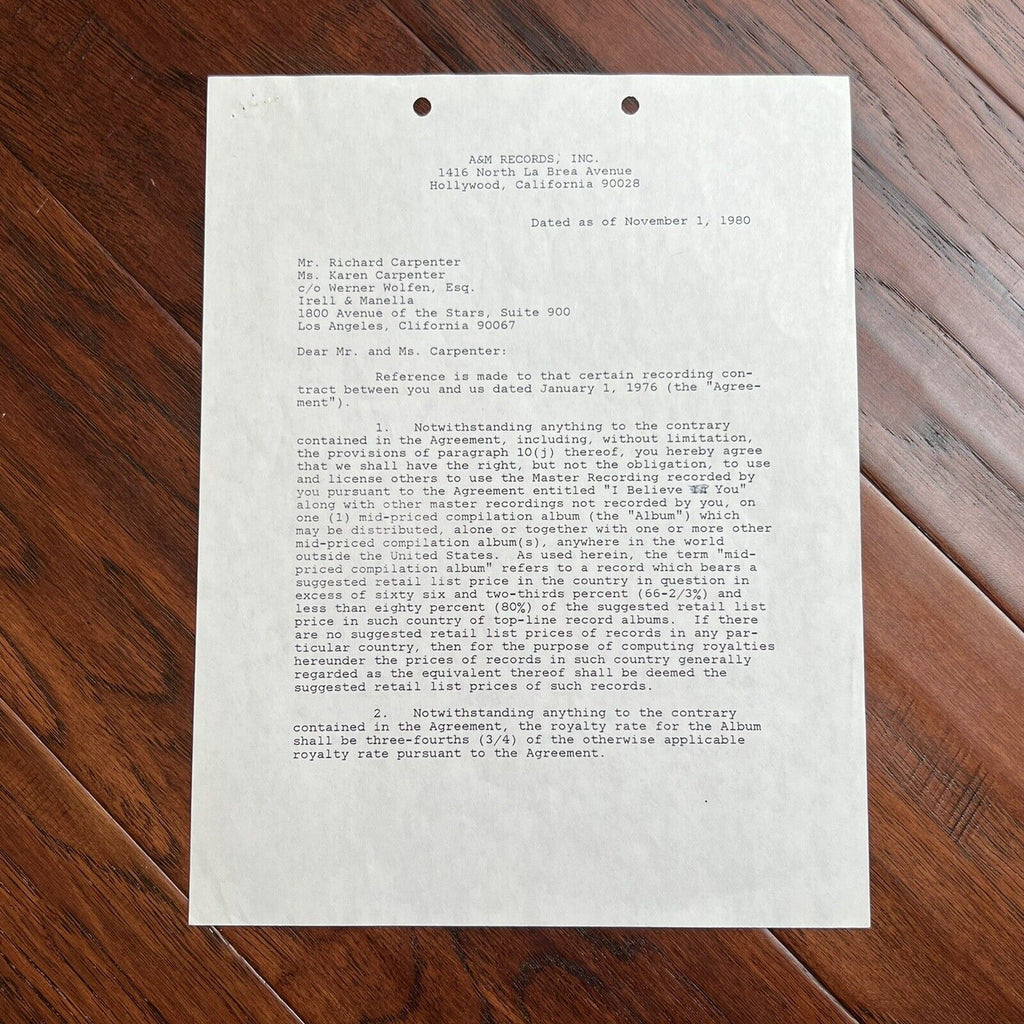 A&M RECORDS, INC.
1416 North La Brea Avenue
Hollywood, California 90028
Dated as of November 1, 1980
Mr. Richard Carpenter
Ms. Karen Carpenter
c/o Werner Wolfen, Esq.
Irell & Manella
1800 Avenue of the Stars, Suite 900
Los Angeles, Clifornia 90067
Dear Mr. and Ms. Carpenter:
Reference is made to that certain recording con-
tract between you and us dated January 1, 1976 (the "Agree-
ment").
1. Notwithstanding anything to the contrary
contained in the Agreement, including, without limitation,
the provisions of paragraph 10(j) thereof, you hereby agree
that we shall have the right, but not the obligation, to use
and license others to use the Master Recording recorded by
you pursuant to the Agreement entitled "I Believe You"
along with other master recordings not recorded by you, on
one (1) mid-priced compilation album (the "Album") which
may be distributed, alone or together with one or more other
mid-priced compilation album(s), anywhere in the world
outside the United States. As used herein, the term "mid-
priced compilation album" refers to a record which bears a
suggested retail list price in the country in question in
excess of sixty six and two-thirds percent (66-2/3%) and
less than eighty percent (80%) of the suggested retail list
price in such country of top-line record albums. If there
are no suggested retail list prices of records in any par-
ticular country, then for the purpose of computing royalties
hereunder the prices of records in such country generally
regarded as the equivalent thereof shall be deemed the
suggested retail list prices of such records.
2. Notwithstanding anything to the contrary
contained in the Agreement, the royalty rate for the Album
shall be three-fourths (3/4) of the otherwise applicable
royalty rate pursuant to the Agreement.